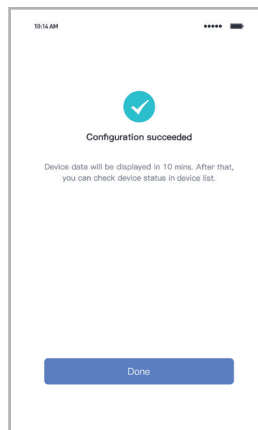 10:14 AM
Configuration succeeded
Device data will be displayed in 10 mins. After that,
you can check device status in device list.
Done